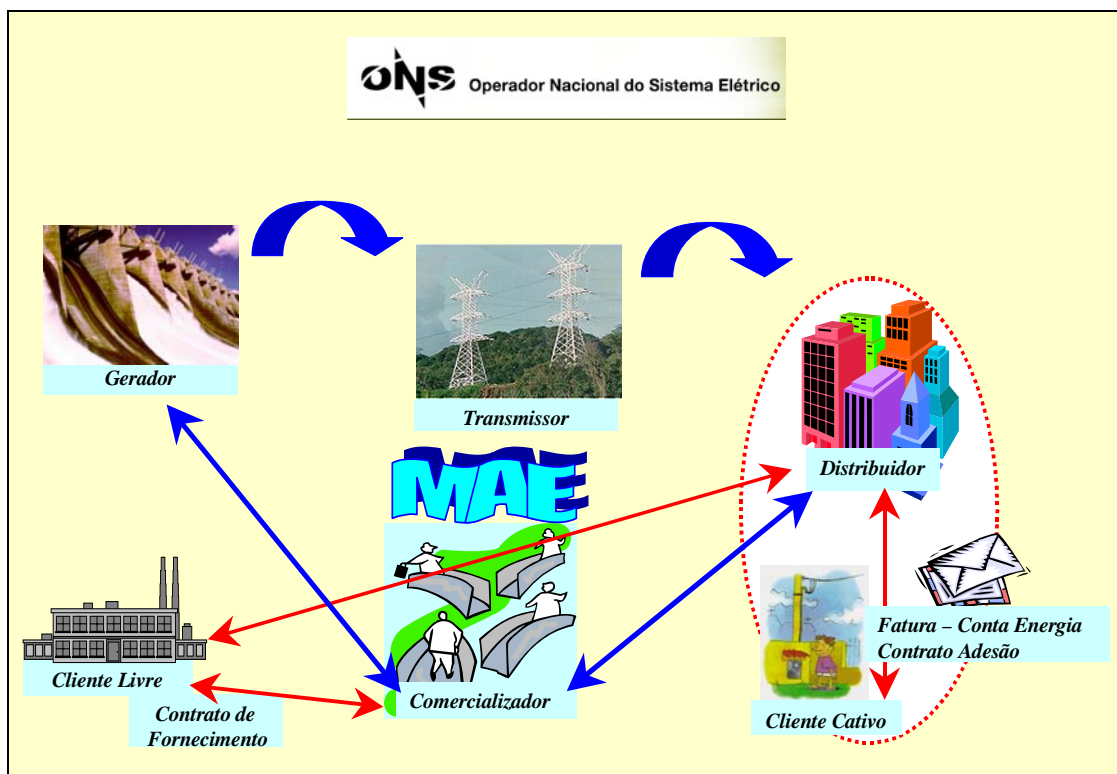 ONS Operador Nacional do Sistema Elétrico
Gerador
Transmissor
MAE
Distribuidor
Fatura – Conta Energia
Contrato Adesão
Cliente Livre
Comercializador
Contrato de
Fornecimento
Cliente Cativo